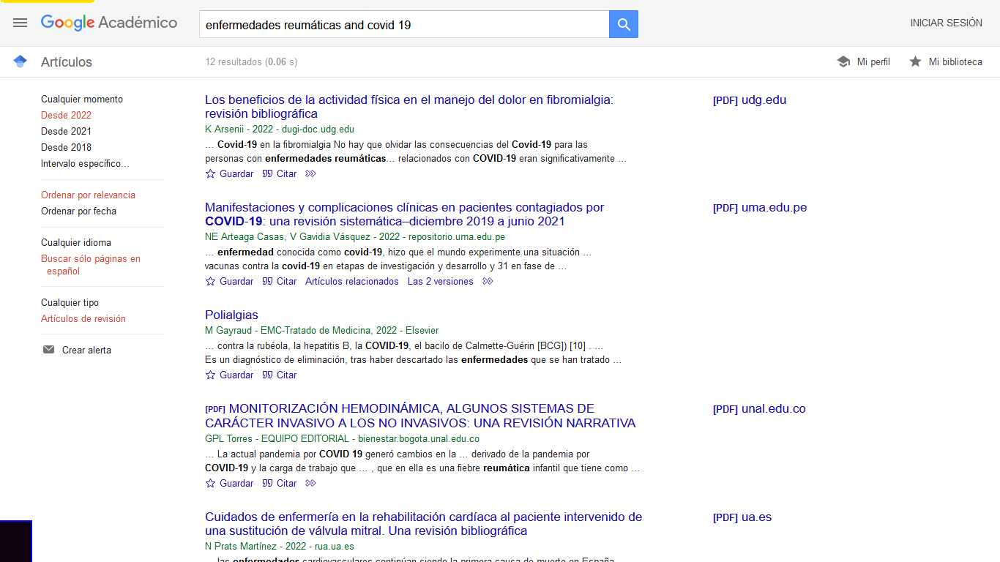 Google Académico
enfermedades reumáticas and covid 19
INICIAR SESIÓN
Artículos
12 resultados (0.06 s)
Mi perfil
Mi biblioteca
Cualquier momento
Desde 2022
Desde 2021
Desde 2018
Intervalo específico...
Ordenar por relevancia
Ordenar por fecha
Cualquier idioma
Buscar sólo páginas en
español
Cualquier tipo
Artículos de revisión
Crear alerta
Los beneficios de la actividad física en el manejo del dolor en fibromialgia:
revisión bibliográfica
K Arsenii - 2022 - dugi-doc.udg.edu
... Covid-19 en la fibromialgia No hay que olvidar las consecuencias del Covid-19 para las
personas con enfermedades reumáticas... relacionados con COVID-19 eran significativamente ...
Guardar Citar
[PDF] udg.edu
Manifestaciones y complicaciones clínicas en pacientes contagiados por
COVID-19: una revisión sistemática–diciembre 2019 a junio 2021
NE Arteaga Casas, V Gavidia Vásquez - 2022 - repositorio.uma.edu.pe
... enfermedad conocida como covid-19, hizo que el mundo experimente una situación ...
vacunas contra la covid-19 en etapas de investigación y desarrollo y 31 en fase de ...
Guardar Citar Artículos relacionados Las 2 versiones
[PDF] uma.edu.pe
Polialgias
M Gayraud - EMC-Tratado de Medicina, 2022 - Elsevier
... contra la rubéola, la hepatitis B, la COVID-19, el bacilo de Calmette-Guérin [BCG]) [10] . ...
Es un diagnóstico de eliminación, tras haber descartado las enfermedades que se han tratado ...
Guardar Citar
[PDF] MONITORIZACIÓN HEMODINÁMICA, ALGUNOS SISTEMAS DE
CARÁCTER INVASIVO A LOS NO INVASIVOS: UNA REVISIÓN NARRATIVA
GPL Torres - EQUIPO EDITORIAL - bienestar.bogota.unal.edu.co
... La actual pandemia por COVID 19 generó cambios en la ... derivado de la pandemia por
COVID-19 y la carga de trabajo que ... , que en ella es una fiebre reumática infantil que tiene como ...
Guardar Citar
[PDF] unal.edu.co
Cuidados de enfermería en la rehabilitación cardíaca al paciente intervenido de
una sustitución de válvula mitral. Una revisión bibliográfica
N Prats Martínez - 2022 - rua.ua.es
... las enfermedades cardiovasculares continúan siendo la primera causa de muerte en España
[PDF] ua.es